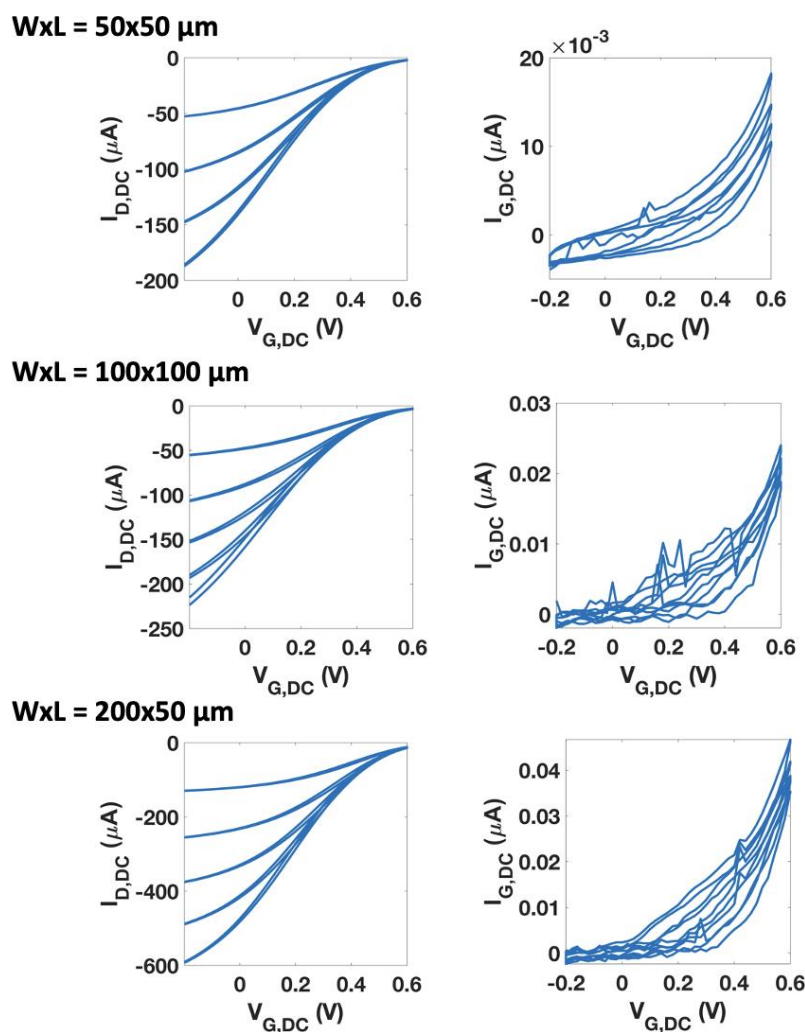 WxL = 50x50 µm
0
-50
-100
-150
-200
I_D,DC (µA)
0 0.2 0.4 0.6
V_G,DC (V)
×10⁻³
20
10
0
I_G,DC (µA)
-0.2 0 0.2 0.4 0.6
V_G,DC (V)
WxL = 100x100 µm
0
-50
-100
-150
-200
-250
I_D,DC (µA)
0 0.2 0.4 0.6
V_G,DC (V)
0.03
0.02
0.01
0
I_G,DC (µA)
-0.2 0 0.2 0.4 0.6
V_G,DC (V)
WxL = 200x50 µm
0
-200
-400
-600
I_D,DC (µA)
0 0.2 0.4 0.6
V_G,DC (V)
0.04
0.03
0.02
0.01
0
I_G,DC (µA)
-0.2 0 0.2 0.4 0.6
V_G,DC (V)